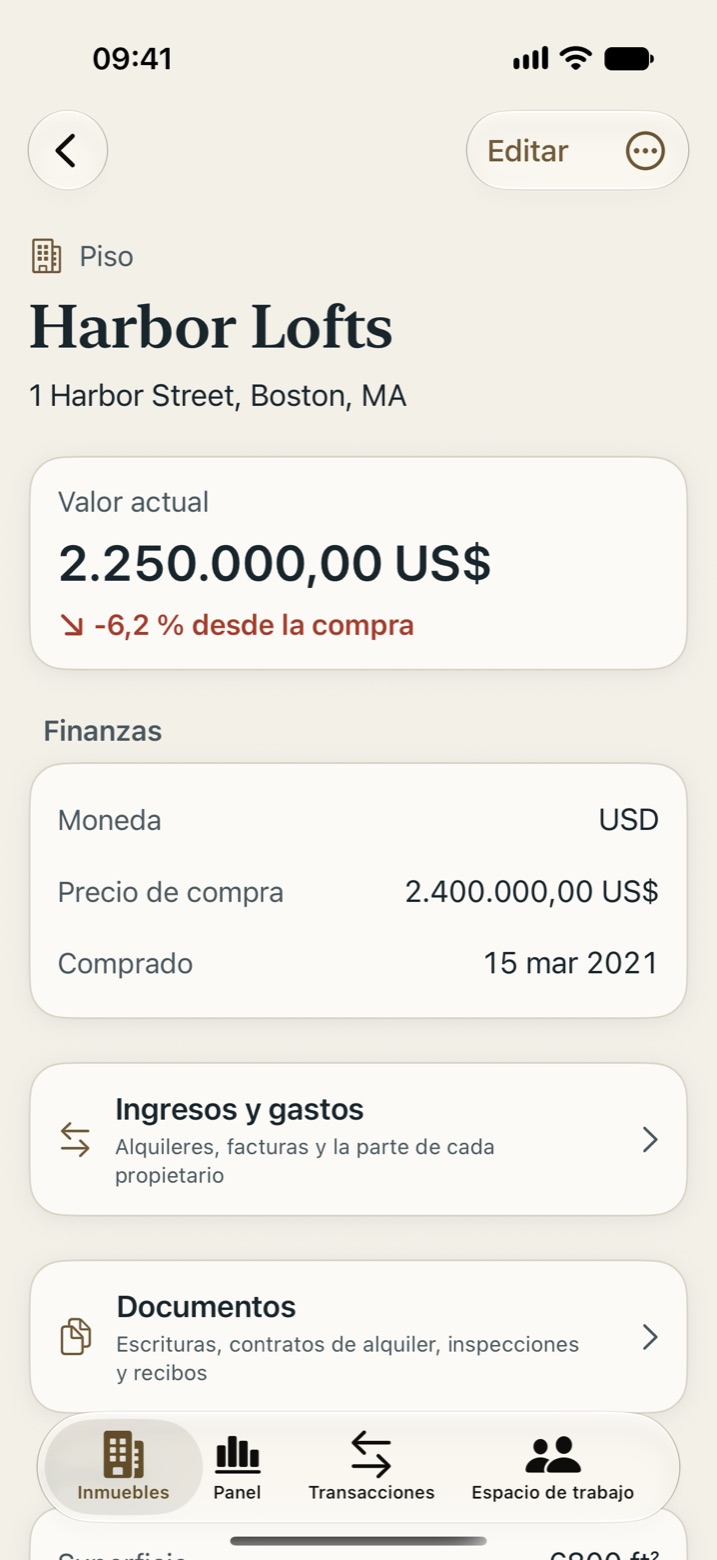 09:41
Editar
Piso
Harbor Lofts
1 Harbor Street, Boston, MA
Valor actual
2.250.000,00 US$
-6,2 % desde la compra
Finanzas
Moneda USD
Precio de compra 2.400.000,00 US$
Comprado 15 mar 2021
Ingresos y gastos
Alquileres, facturas y la parte de cada
propietario
Documentos
Escrituras, contratos de alquiler, inspecciones
y recibos
Inmuebles Panel Transacciones Espacio de trabajo